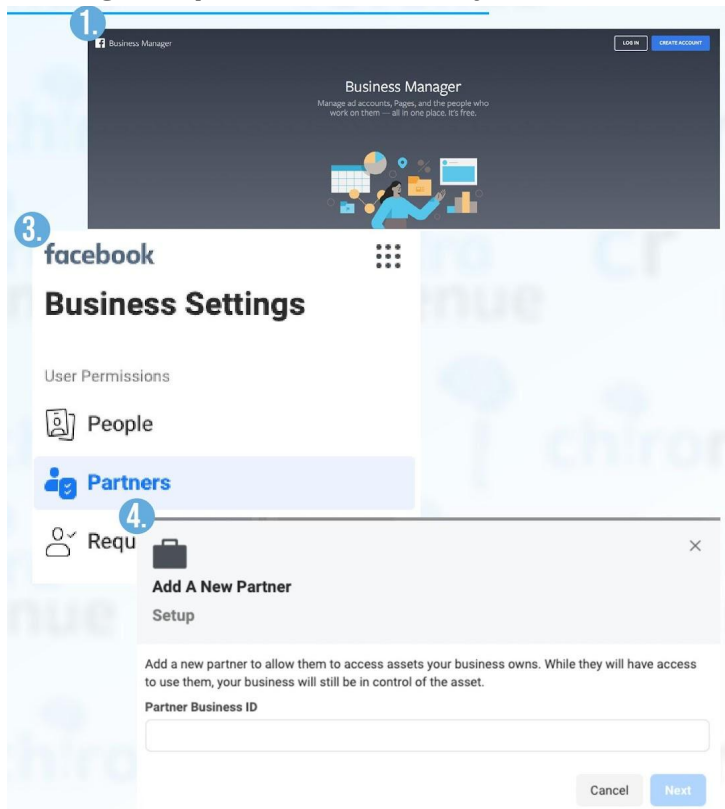 1.
Business Manager
LOG IN
CREATE ACCOUNT
Business Manager
Manage ad accounts, Pages, and the people who
work on them — all in one place. It's free.
3.
facebook
Business Settings
User Permissions
People
Partners
4.
Requ
Add A New Partner
Setup
Add a new partner to allow them to access assets your business owns. While they will have access
to use them, your business will still be in control of the asset.
Partner Business ID
Cancel
Next